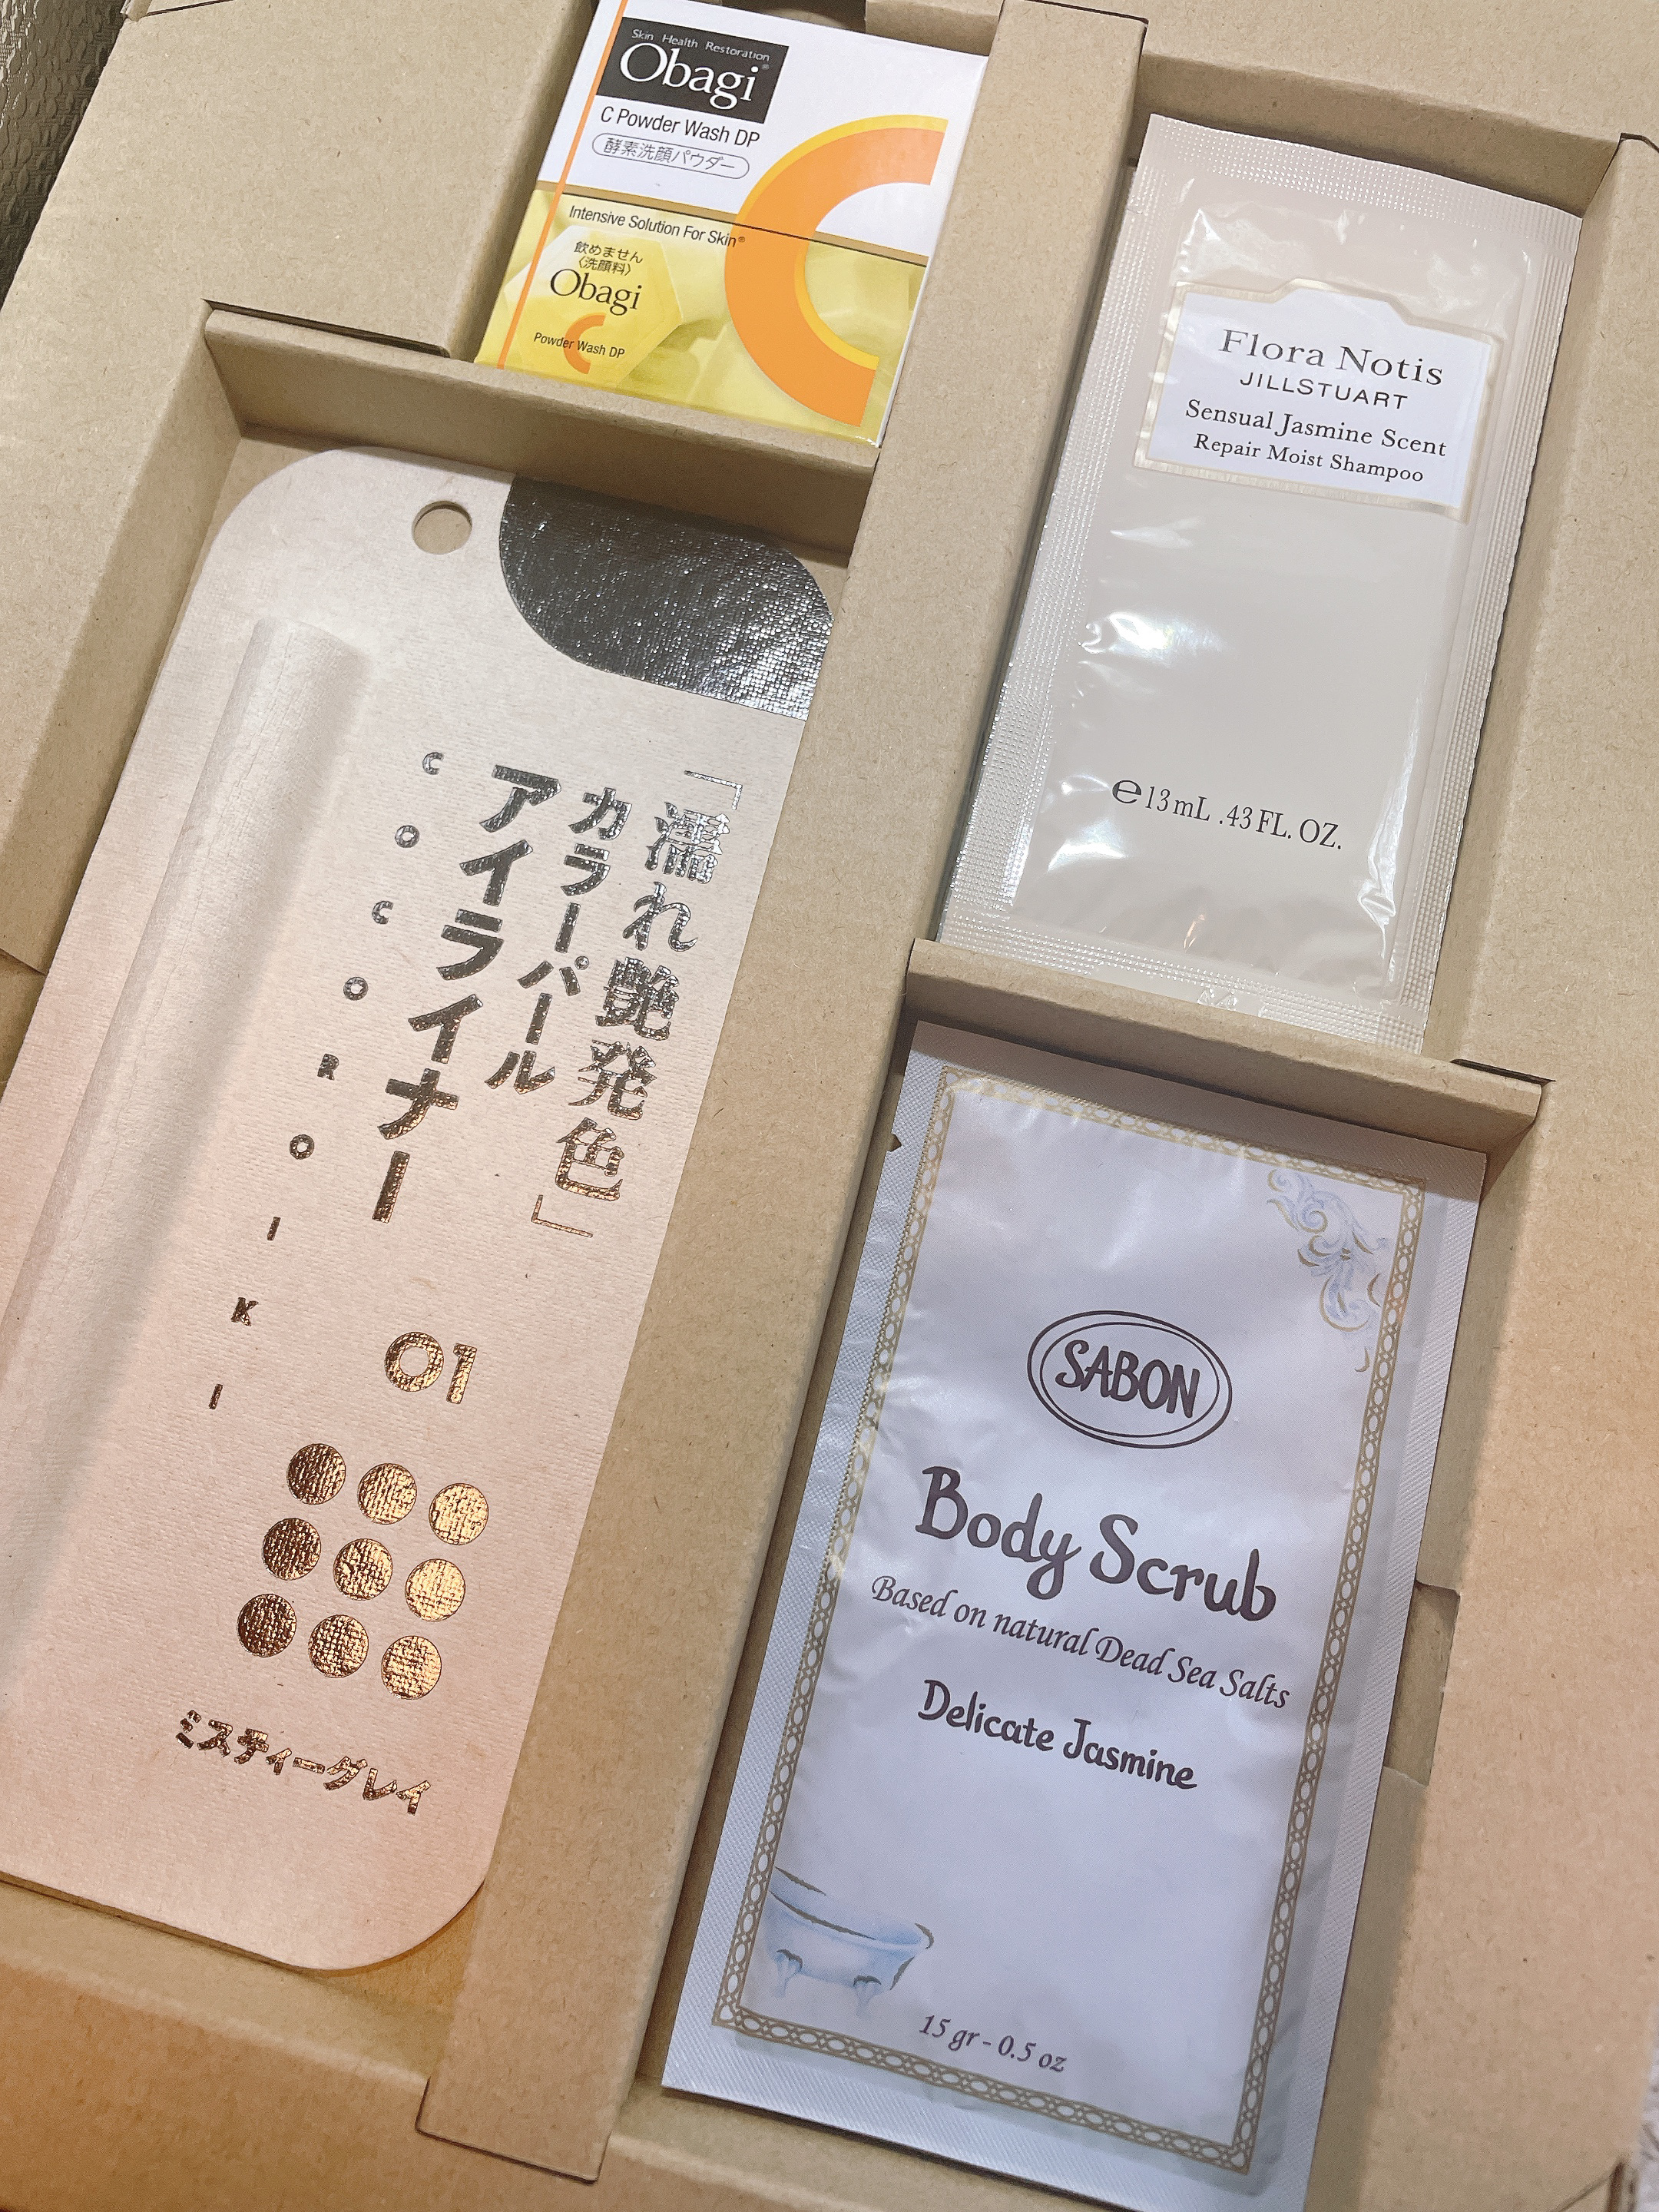 Skin Health Restoration
Obagi®
C Powder Wash DP
酵素洗顔パウダー
Intensive Solution For Skin®
飲めません
〈洗顔料〉
Obagi
C
Powder Wash DP
Flora Notis
JILLSTUART
Sensual Jasmine Scent
Repair Moist Shampoo
℮13mL .43FL. OZ.
「濡れ艶発色」
カラーパール
アイライナー
COCOROIKIKI
01
ミスティーグレイ
SABON
Body Scrub
Based on natural Dead Sea Salts
Delicate Jasmine
15 gr - 0.5 oz